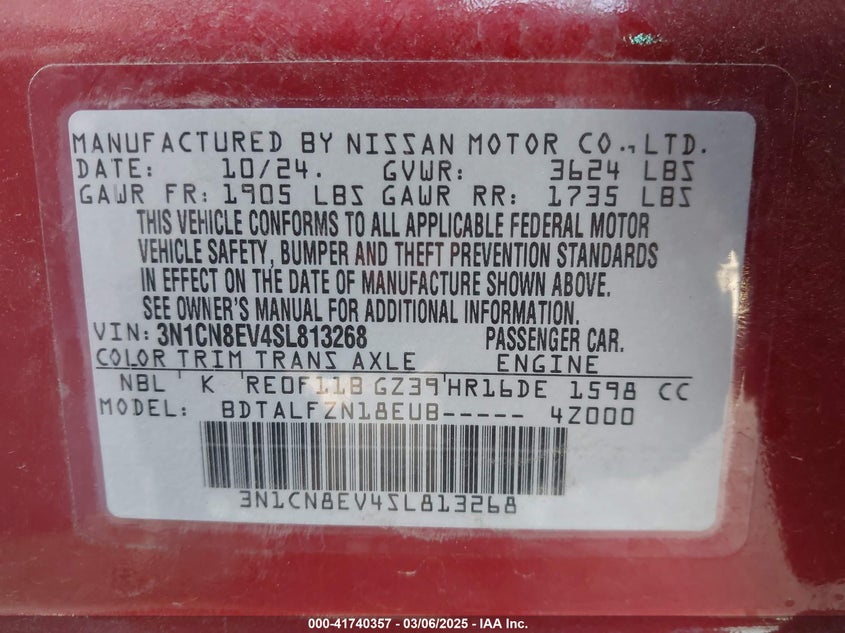 MANUFACTURED BY NISSAN MOTOR CO., LTD.
DATE: 10/24. GVWR: 3624 LBS
GAWR FR: 1905 LBS GAWR RR: 1735 LBS
THIS VEHICLE CONFORMS TO ALL APPLICABLE FEDERAL MOTOR
VEHICLE SAFETY, BUMPER AND THEFT PREVENTION STANDARDS
IN EFFECT ON THE DATE OF MANUFACTURE SHOWN ABOVE.
SEE OWNER'S MANUAL FOR ADDITIONAL INFORMATION.
VIN: 3N1CN8EV4SL813268 PASSENGER CAR.
COLOR TRIM TRANS AXLE ENGINE
NBL K RE0F11B GZ39 HR16DE 1598 CC
MODEL: BDTALFZN18EUB----- 4Z000
3N1CN8EV4SL813268
000-41740357 / 03/06/2025 - IAA Inc.